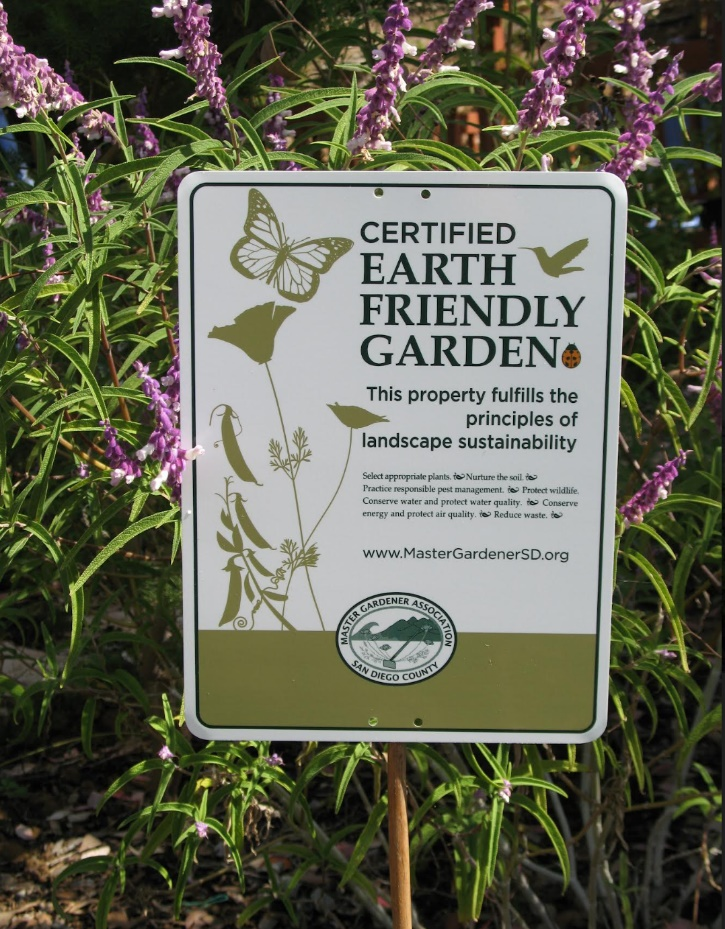 CERTIFIED
EARTH
FRIENDLY
GARDEN
This property fulfills the
principles of
landscape sustainability
Select appropriate plants. Nurture the soil.
Practice responsible pest management. Protect wildlife.
Conserve water and protect water quality. Conserve
energy and protect air quality. Reduce waste.
www.MasterGardenerSD.org
MASTER GARDENER ASSOCIATION
SAN DIEGO COUNTY